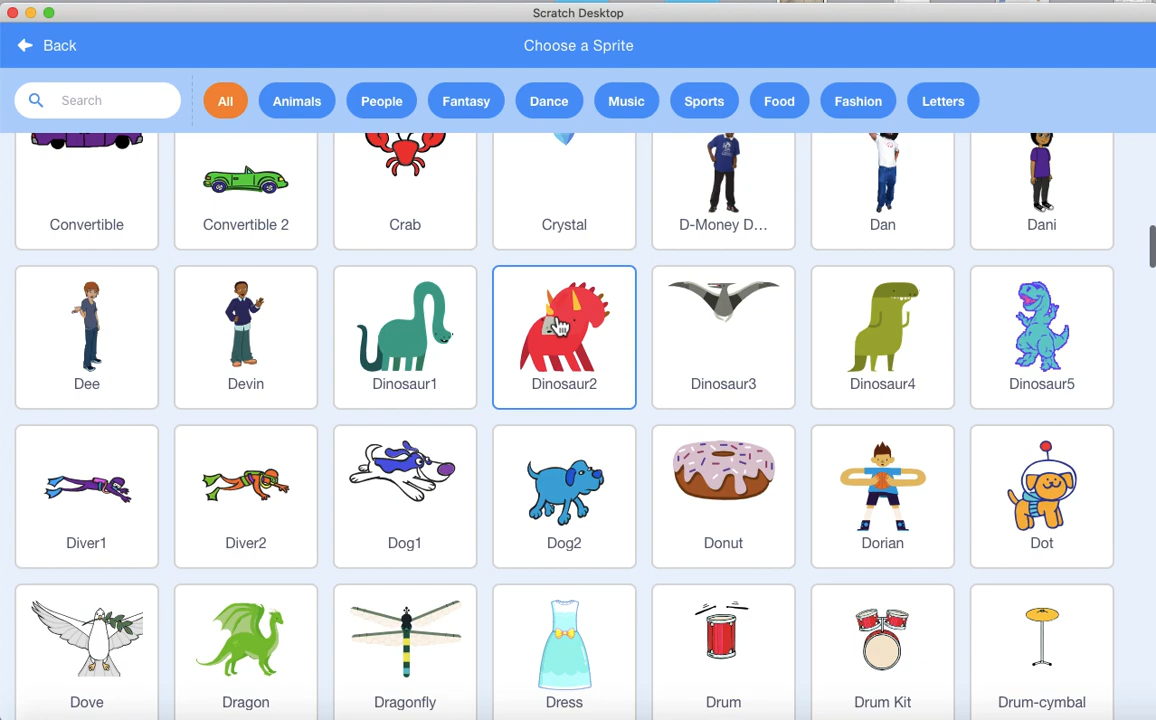 Scratch Desktop
Back
Choose a Sprite
Search
All
Animals
People
Fantasy
Dance
Music
Sports
Food
Fashion
Letters
Convertible
Convertible 2
Crab
Crystal
D-Money D...
Dan
Dani
Dee
Devin
Dinosaur1
Dinosaur2
Dinosaur3
Dinosaur4
Dinosaur5
Diver1
Diver2
Dog1
Dog2
Donut
Dorian
Dot
Dove
Dragon
Dragonfly
Dress
Drum
Drum Kit
Drum-cymbal